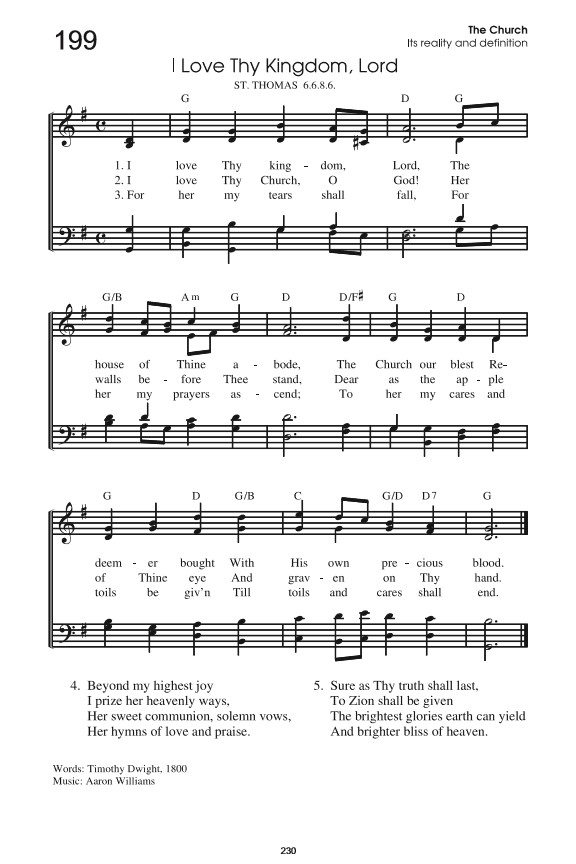 199
The Church
Its reality and definition
I Love Thy Kingdom, Lord
ST. THOMAS 6.6.8.6.
G D G
1. I love Thy king - dom, Lord, The
2. I love Thy Church, O God! Her
3. For her my tears shall fall, For
G/B Am G D D/F♯ G D
house of Thine a - bode, The Church our blest Re-
walls be - fore Thee stand, Dear as the ap - ple
her my prayers as - cend; To her my cares and
G D G/B C G/D D7 G
deem - er bought With His own pre - cious blood.
of Thine eye And grav - en on Thy hand.
toils be giv'n Till toils and cares shall end.
4. Beyond my highest joy
I prize her heavenly ways,
Her sweet communion, solemn vows,
Her hymns of love and praise.
5. Sure as Thy truth shall last,
To Zion shall be given
The brightest glories earth can yield
And brighter bliss of heaven.
Words: Timothy Dwight, 1800
Music: Aaron Williams
230